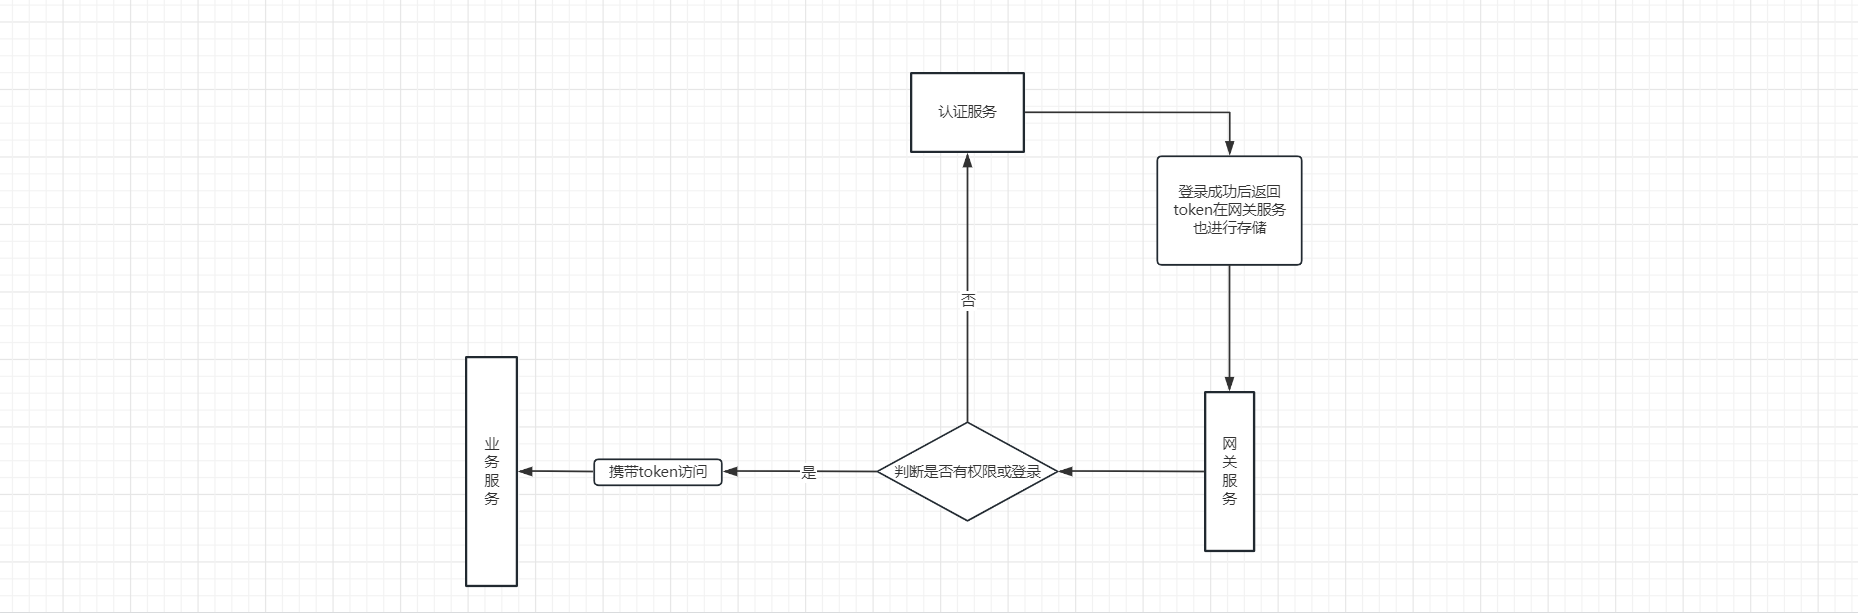 认证服务
登录成功后返回
token在网关服务
也进行存储
否
业务服务
携带token访问
是
判断是否有权限或登录
网关服务